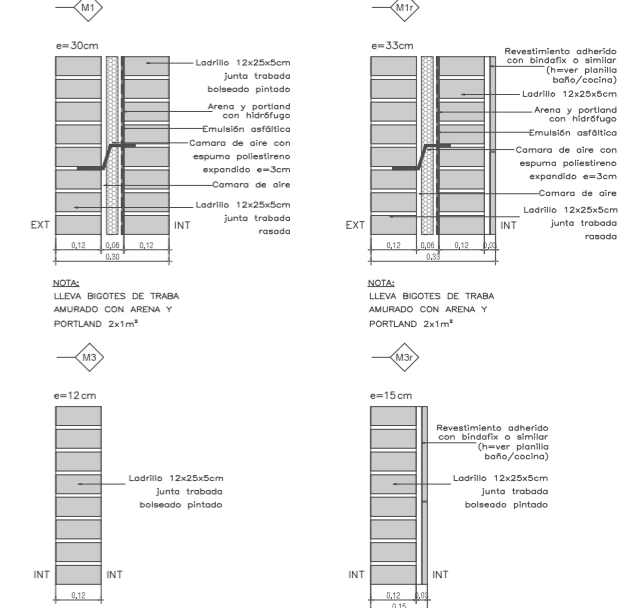 M1
e=30cm
Ladrillo 12x25x5cm
junta trabada
bolseado pintado
Arena y portland
con hidrófugo
Emulsión asfáltica
Camara de aire con
espuma poliestireno
expandido e=3cm
Camara de aire
Ladrillo 12x25x5cm
junta trabada
rasada
EXT
INT
0,12
0,06
0,12
0.30
NOTA:
LLEVA BIGOTES DE TRABA
AMURADO CON ARENA Y
PORTLAND 2x1m²
M1r
e=33cm
Revestimiento adherido
con bindafix o similar
(h=ver planilla
baño/cocina)
Ladrillo 12x25x5cm
Arena y portland
con hidrófugo
Emulsión asfáltica
Camara de aire con
espuma poliestireno
expandido e=3cm
Camara de aire
Ladrillo 12x25x5cm
junta trabada
rasada
EXT
INT
0,12
0,06
0,12
0,03
0.33
NOTA:
LLEVA BIGOTES DE TRABA
AMURADO CON ARENA Y
PORTLAND 2x1m²
M3
e=12cm
Ladrillo 12x25x5cm
junta trabada
bolseado pintado
INT
INT
0,12
M3r
e=15cm
Revestimiento adherido
con bindafix o similar
(h=ver planilla
baño/cocina)
Ladrillo 12x25x5cm
junta trabada
bolseado pintado
INT
INT
0,12
0,03
0.15